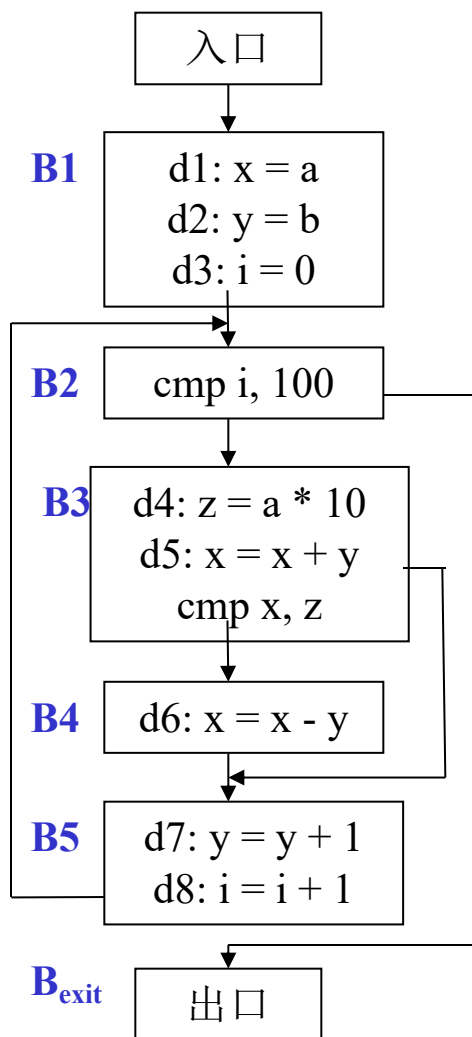 入口
B1
d1: x = a
d2: y = b
d3: i = 0
B2
cmp i, 100
B3
d4: z = a * 10
d5: x = x + y
cmp x, z
B4
d6: x = x - y
B5
d7: y = y + 1
d8: i = i + 1
Bexit
出口